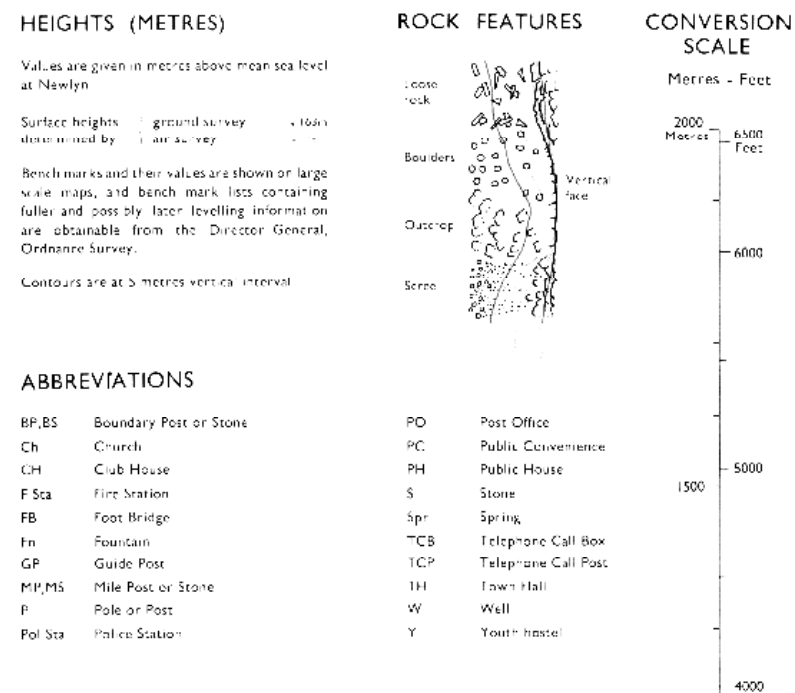 HEIGHTS (METRES)
Values are given in metres above mean sea level
at Newlyn
Surface heights ground survey . 163m
determined by air survey
Bench marks and their values are shown on large
scale maps, and bench mark lists containing
fuller and possibly later levelling information
are obtainable from the Director General,
Ordnance Survey.
Contours are at 5 metres vertical interval
ROCK FEATURES
Loose
rock
Boulders
Vertical
face
Outcrop
Scree
CONVERSION
SCALE
Metres - Feet
2000
Metres
6500
Feet
6000
5000
1500
4000
ABBREVIATIONS
BP,BS Boundary Post or Stone
Ch Church
CH Club House
F Sta Fire Station
FB Foot Bridge
Fn Fountain
GP Guide Post
MP,MS Mile Post or Stone
P Pole or Post
Pol Sta Police Station
PO Post Office
PC Public Convenience
PH Public House
S Stone
Spr Spring
TCB Telephone Call Box
TCP Telephone Call Post
TH Town Hall
W Well
Y Youth hostel